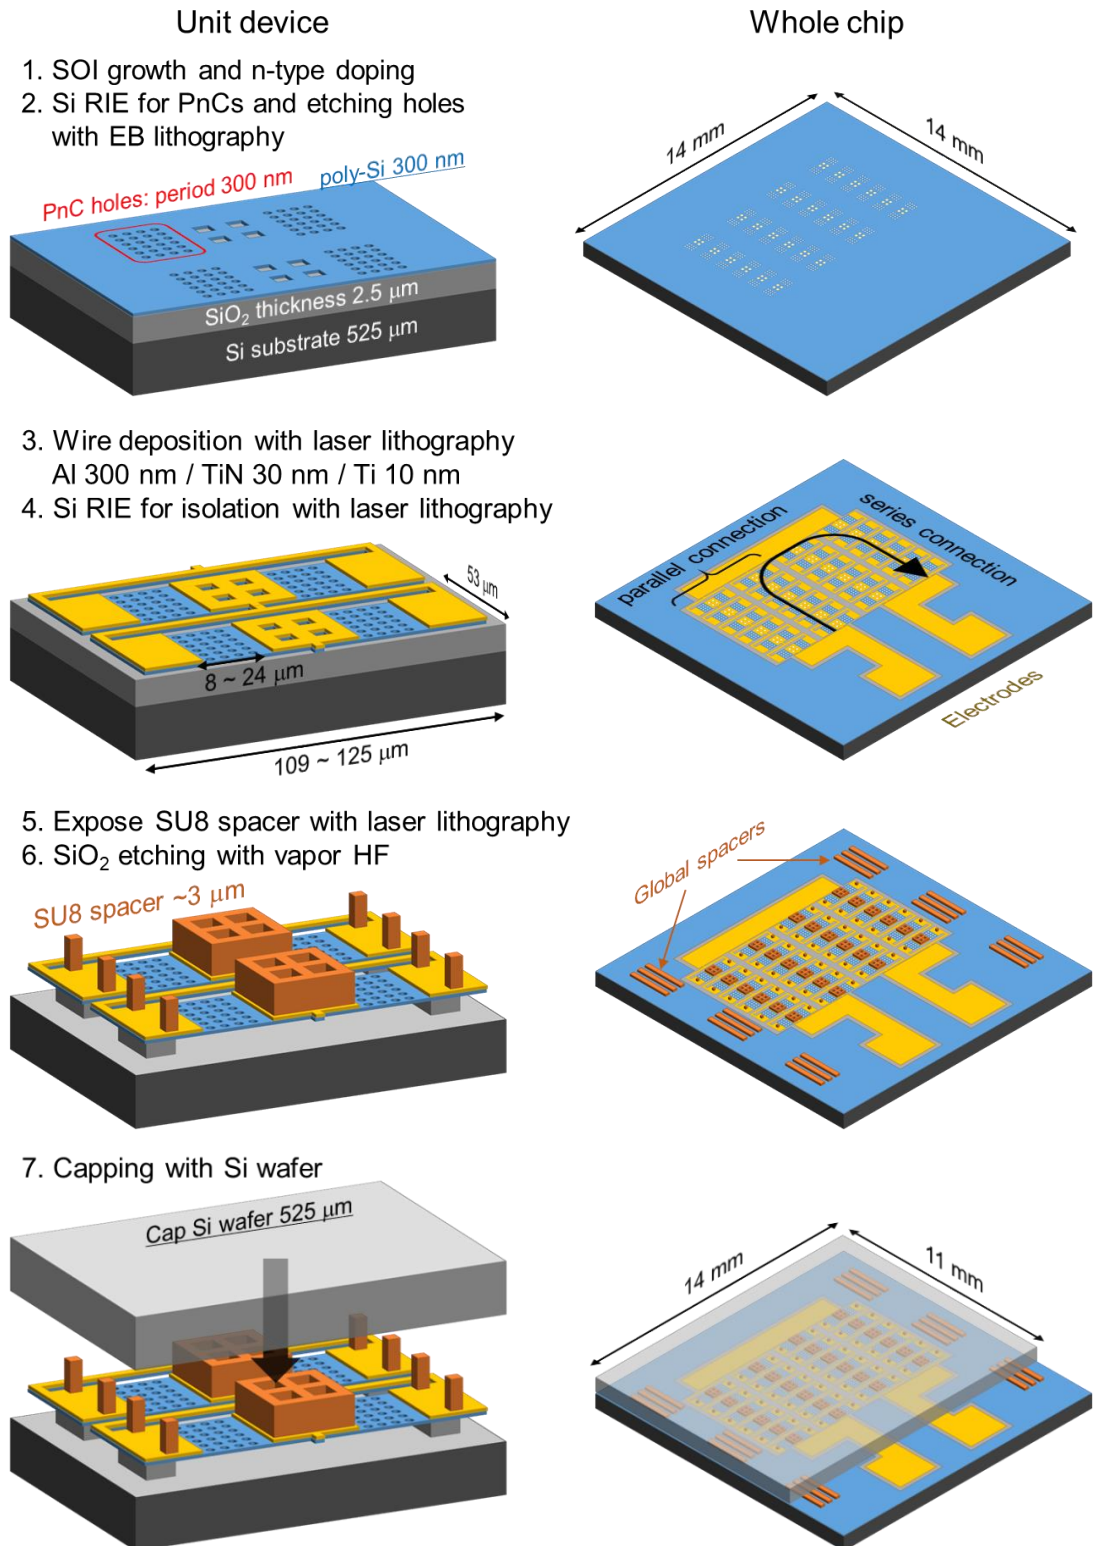 Unit device
Whole chip
1. SOI growth and n-type doping
2. Si RIE for PnCs and etching holes
with EB lithography
PnC holes: period 300 nm
poly-Si 300 nm
SiO₂ thickness 2.5 μm
Si substrate 525 μm
14 mm
14 mm
3. Wire deposition with laser lithography
Al 300 nm / TiN 30 nm / Ti 10 nm
4. Si RIE for isolation with laser lithography
53 μm
8 ~ 24 μm
109 ~ 125 μm
parallel connection
series connection
Electrodes
5. Expose SU8 spacer with laser lithography
6. SiO₂ etching with vapor HF
SU8 spacer ~3 μm
Global spacers
7. Capping with Si wafer
Cap Si wafer 525 μm
14 mm
11 mm